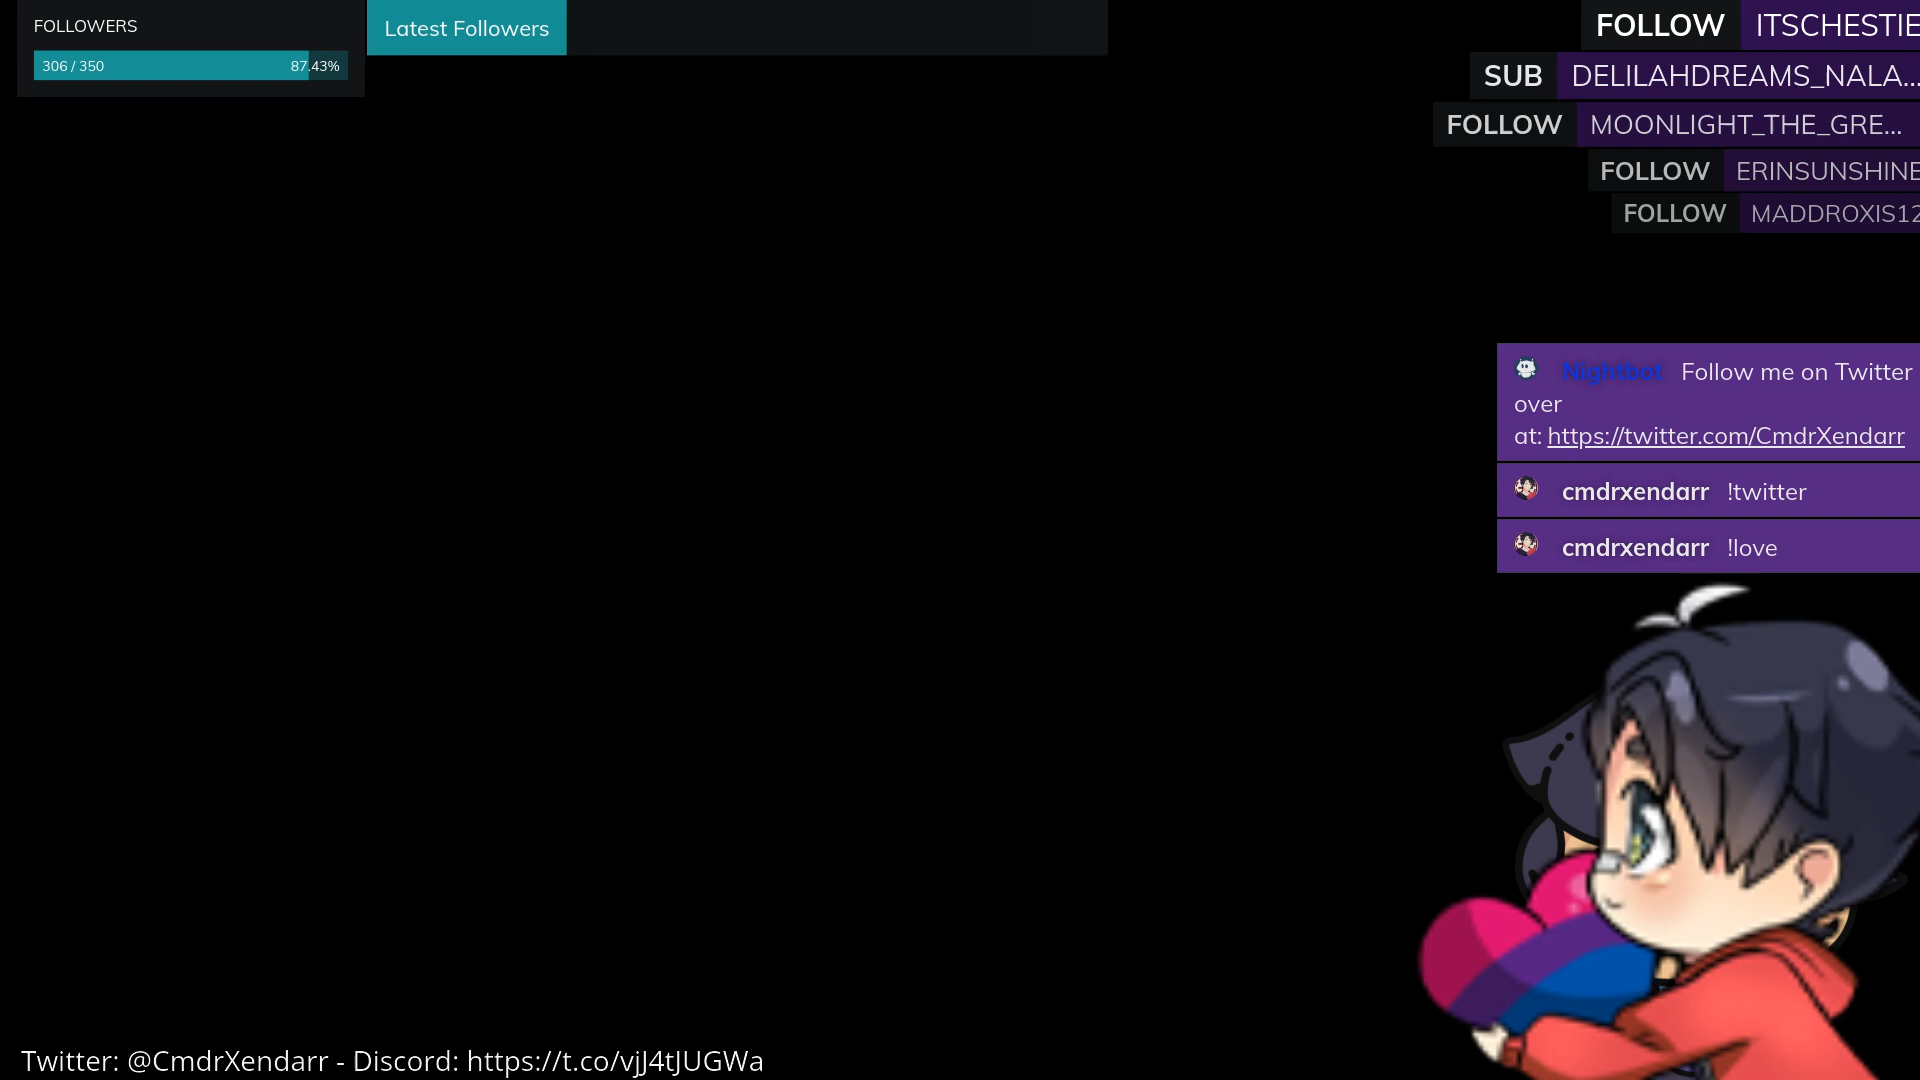 FOLLOWERS
306 / 350 87.43%
Latest Followers
FOLLOW ITSCHESTIE
SUB DELILAHDREAMS_NALA...
FOLLOW MOONLIGHT_THE_GRE...
FOLLOW ERINSUNSHINE
FOLLOW MADDROXIS12
Nightbot Follow me on Twitter
over
at: https://twitter.com/CmdrXendarr
cmdrxendarr !twitter
cmdrxendarr !love
Twitter: @CmdrXendarr - Discord: https://t.co/vjJ4tJUGWa